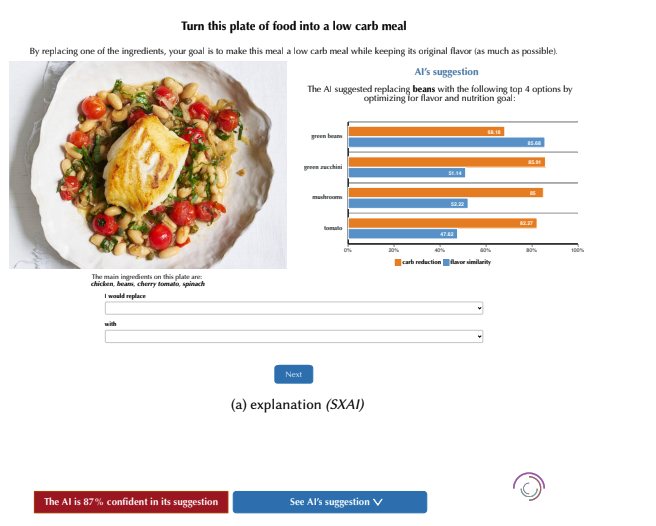 Turn this plate of food into a low carb meal
By replacing one of the ingredients, your goal is to make this meal a low carb meal while keeping its original flavor (as much as possible).
AI's suggestion
The AI suggested replacing beans with the following top 4 options by
optimizing for flavor and nutrition goal:
green beans
68.18
85.68
green zucchini
85.91
51.14
mushrooms
85
52.22
tomato
82.27
47.62
0%
20%
40%
60%
80%
100%
carb reduction
flavor similarity
The main ingredients on this plate are:
chicken, beans, cherry tomato, spinach
I would replace
with
Next
(a) explanation (SXAI)
The AI is 87% confident in its suggestion
See AI's suggestion